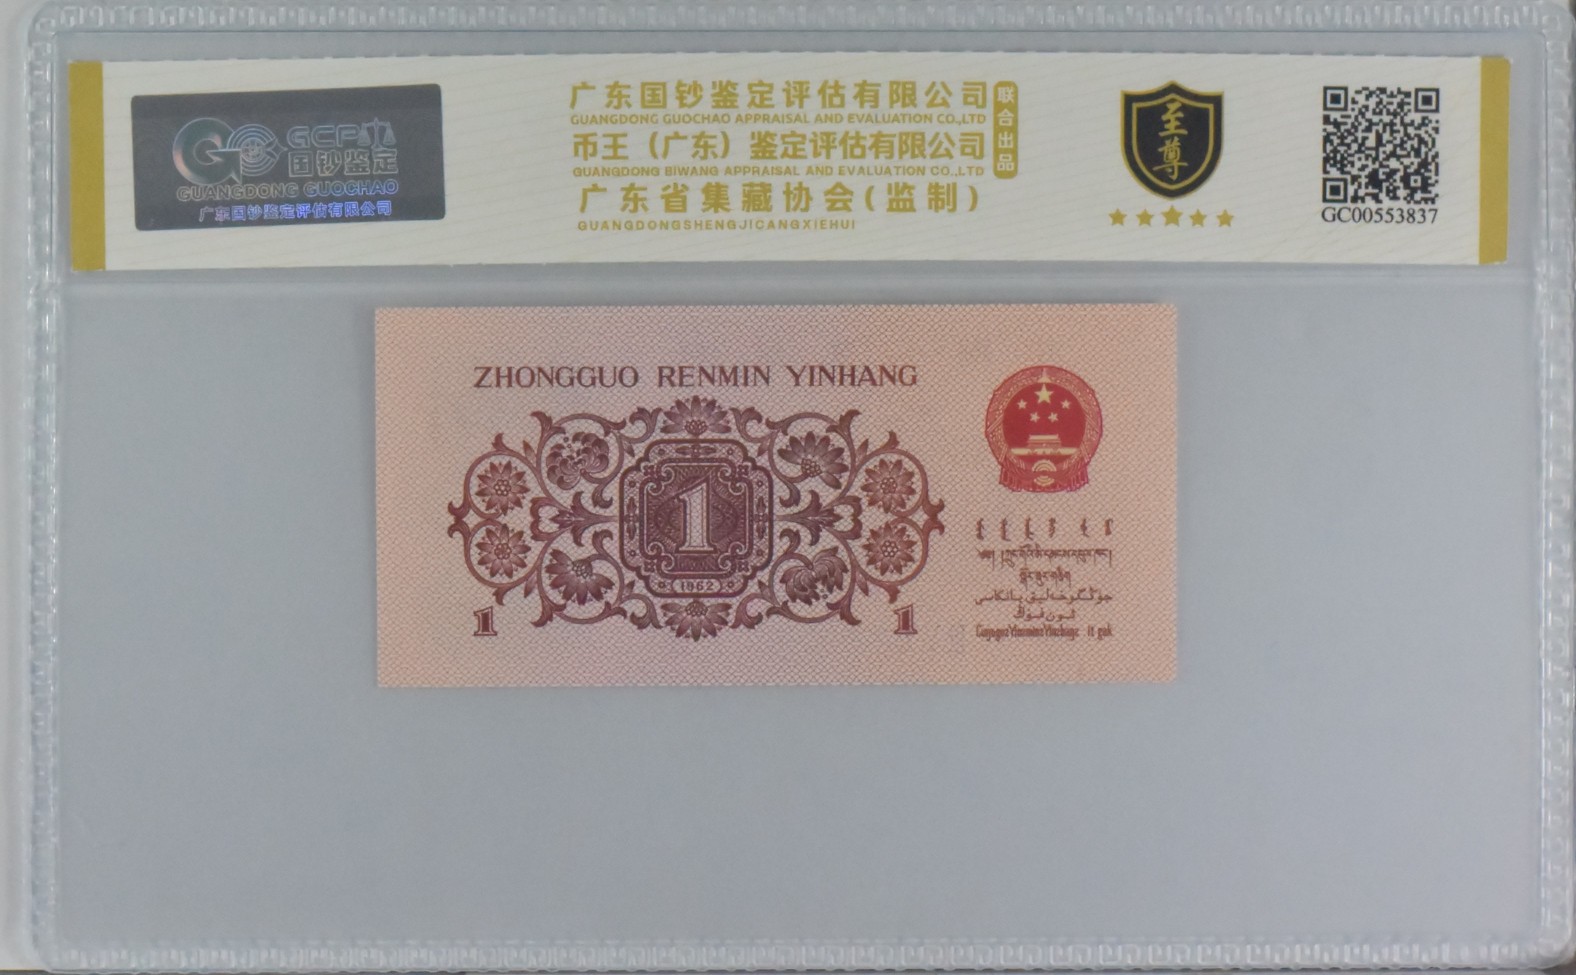 GCP
国钞鉴定
GUANGDONG GUOCHAO
广东国钞鉴定评估有限公司
广东国钞鉴定评估有限公司
GUANGDONG GUOCHAO APPRAISAL AND EVALUATION CO.,LTD
币王（广东）鉴定评估有限公司
GUANGDONG BIWANG APPRAISAL AND EVALUATION CO.,LTD
广东省集藏协会(监制)
GUANGDONGSHENGJICANGXIEHUI
联合出品
至尊
GC00553837
ZHONGGUO RENMIN YINHANG
1
1962
1
1